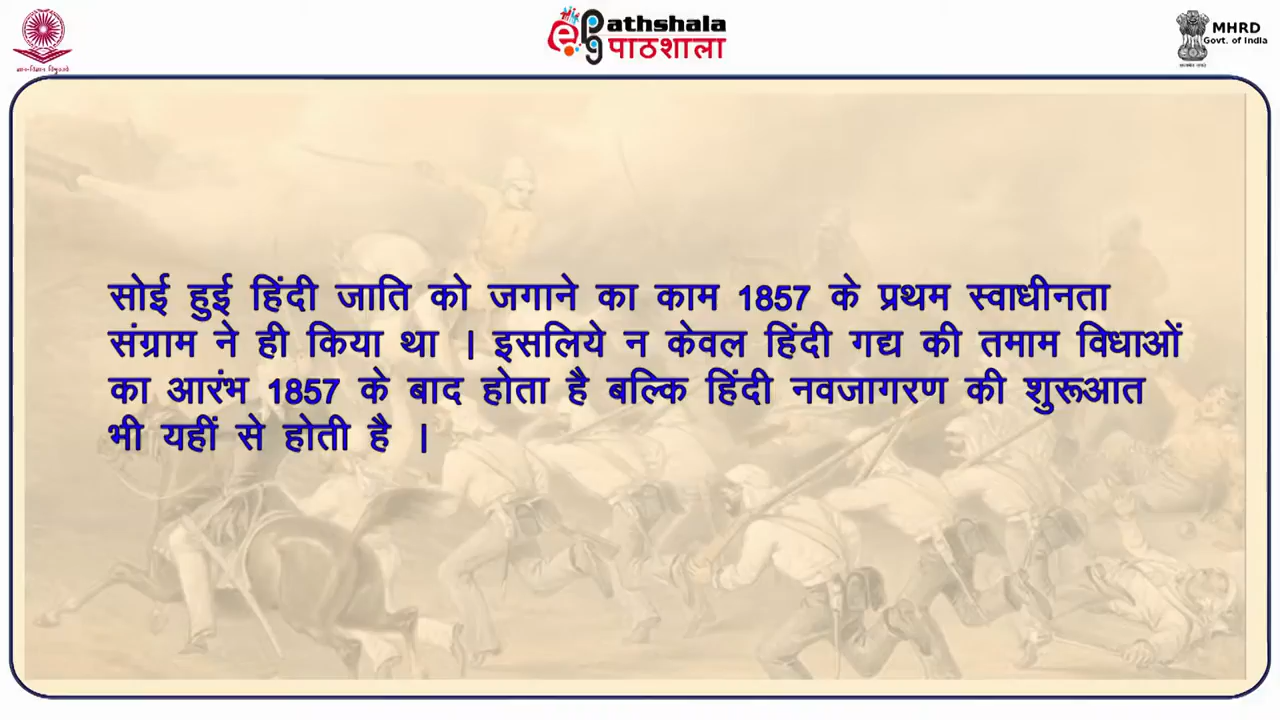 athshala
पाठशाला
MHRD
Govt. of India
सोई हुई हिंदी जाति को जगाने का काम 1857 के प्रथम स्वाधीनता
संग्राम ने ही किया था । इसलिये न केवल हिंदी गद्य की तमाम विधाओं
का आरंभ 1857 के बाद होता है बल्कि हिंदी नवजागरण की शुरूआत
भी यहीं से होती है ।